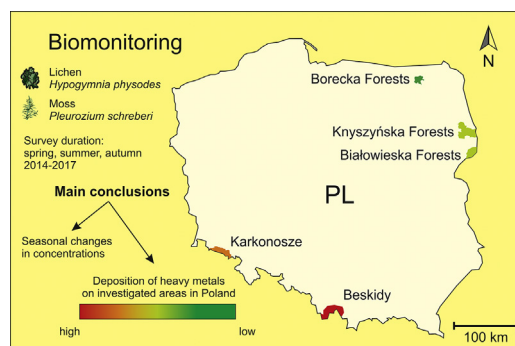 Biomonitoring
Lichen
Hypogymnia physodes
Moss
Pleurozium schreberi
Survey duration:
spring, summer, autumn
2014-2017
Main conclusions
Seasonal changes
in concentrations
Deposition of heavy metals
on investigated areas in Poland
high
low
N
Borecka Forests
Knyszyńska Forests
Białowieska Forests
PL
Karkonosze
Beskidy
100 km